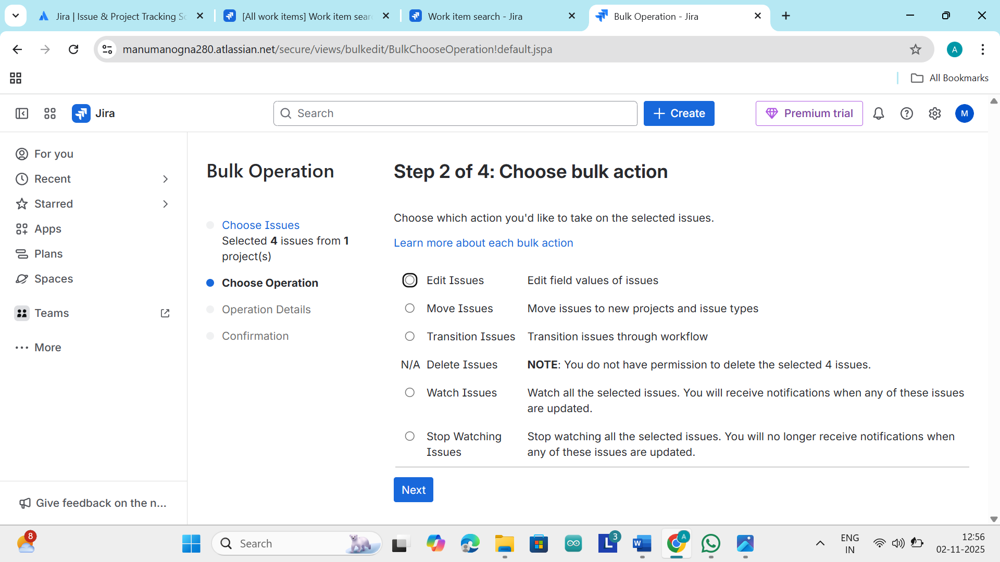 Jira | Issue & Project Tracking So
[All work items] Work item sear
Work item search - Jira
Bulk Operation - Jira
manumanogna280.atlassian.net/secure/views/bulkedit/BulkChooseOperation!default.jspa
A
All Bookmarks
Jira
Search
Create
Premium trial
M
For you
Recent
Starred
Apps
Plans
Spaces
Teams
More
Give feedback on the n...
Bulk Operation
Choose Issues
Selected 4 issues from 1
project(s)
Choose Operation
Operation Details
Confirmation
Step 2 of 4: Choose bulk action
Choose which action you'd like to take on the selected issues.
Learn more about each bulk action
Edit Issues Edit field values of issues
Move Issues Move issues to new projects and issue types
Transition Issues Transition issues through workflow
N/A Delete Issues NOTE: You do not have permission to delete the selected 4 issues.
Watch Issues Watch all the selected issues. You will receive notifications when any of these issues
are updated.
Stop Watching Stop watching all the selected issues. You will no longer receive notifications when
Issues any of these issues are updated.
Next
8
Search
L 3
W
A
ENG
IN
12:56
02-11-2025